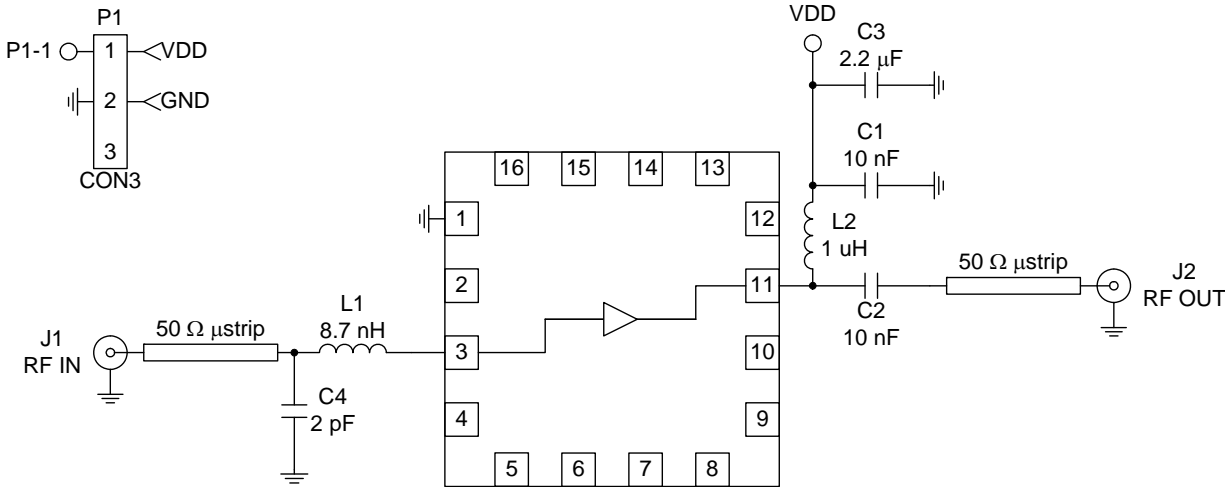 P1
P1-1
1
VDD
2
GND
3
CON3
VDD
C3
2.2 μF
C1
10 nF
L2
1 uH
16
15
14
13
1
12
2
11
3
10
4
9
5
6
7
8
50 Ω μstrip
J2
RF OUT
C2
10 nF
J1
RF IN
50 Ω μstrip
L1
8.7 nH
C4
2 pF